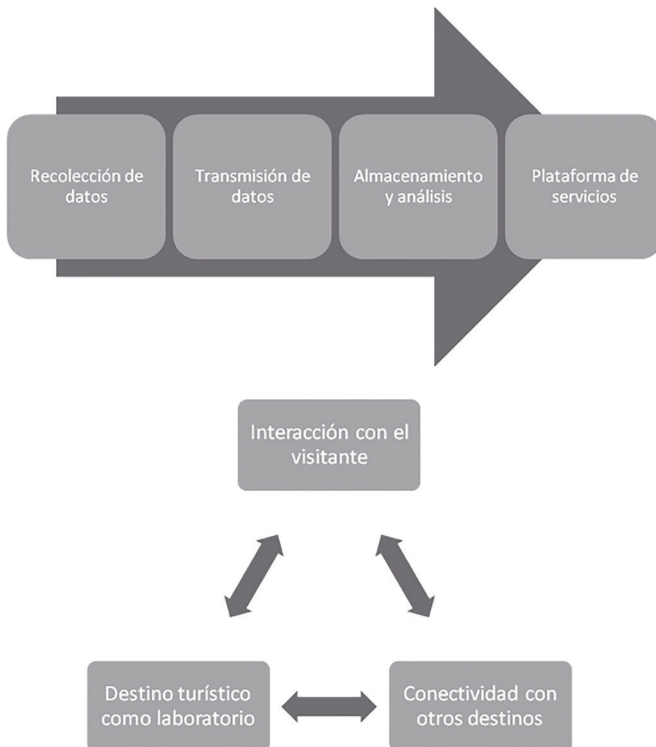 Recolección de
datos
Transmisión de
datos
Almacenamiento
y análisis
Plataforma de
servicios
Interacción con el
visitante
Destino turístico
como laboratorio
Conectividad con
otros destinos